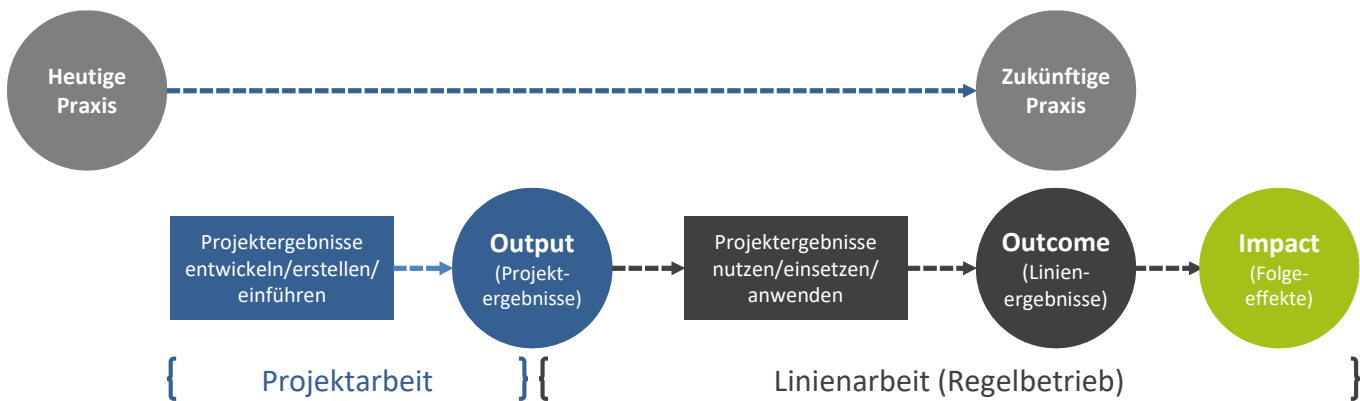 Heutige
Praxis
Zukünftige
Praxis
Projektergebnisse
entwickeln/erstellen/
einführen
Output
(Projekt-
ergebnisse)
Projektergebnisse
nutzen/einsetzen/
anwenden
Outcome
(Linien-
ergebnisse)
Impact
(Folge-
effekte)
{ Projektarbeit }
{ Linienarbeit (Regelbetrieb) }